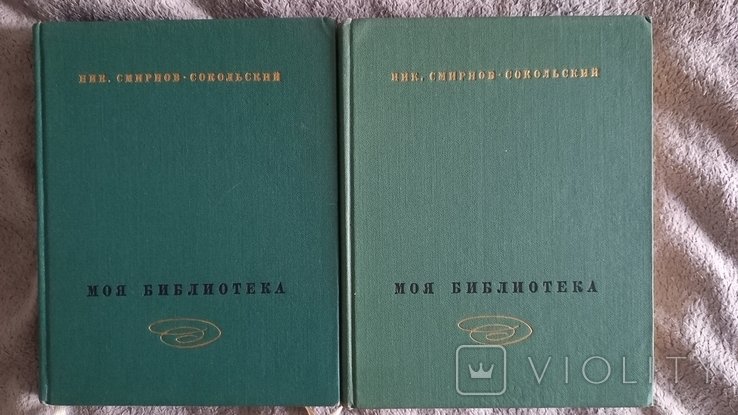 НИК. СМИРНОВ-СОКОЛЬСКИЙ
МОЯ БИБЛИОТЕКА
НИК. СМИРНОВ-СОКОЛЬСКИЙ
МОЯ БИБЛИОТЕКА
VIOLITY